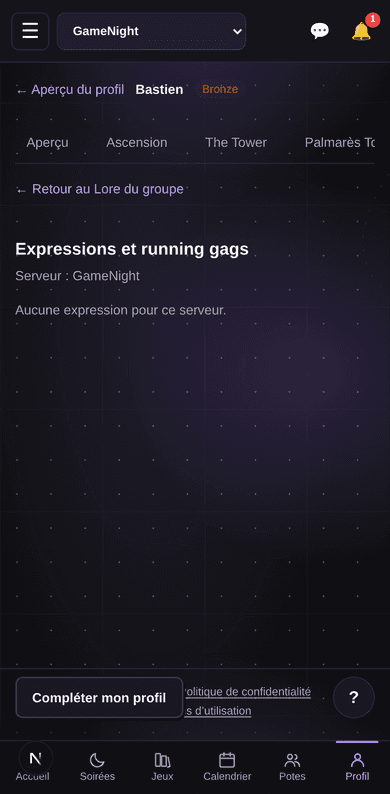 GameNight
1
← Aperçu du profil Bastien Bronze
Aperçu Ascension The Tower Palmarès
← Retour au Lore du groupe
Expressions et running gags
Serveur : GameNight
Aucune expression pour ce serveur.
Compléter mon profil
olitique de confidentialité
s d'utilisation
?
N
Accueil Soirées Jeux Calendrier Potes Profil